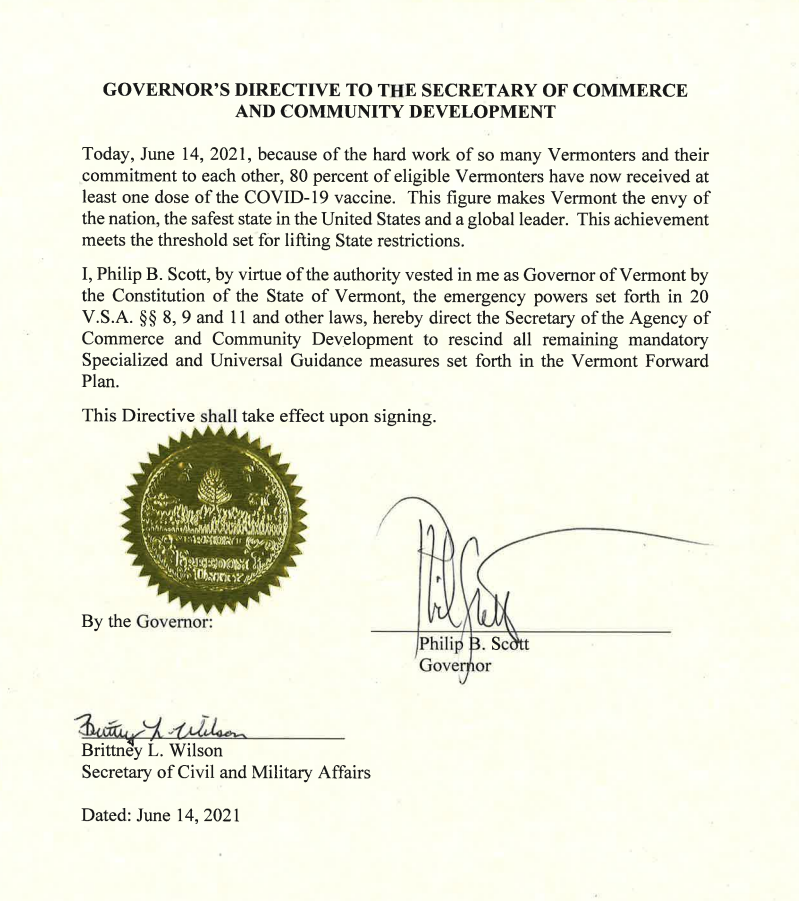 GOVERNOR'S DIRECTIVE TO THE SECRETARY OF COMMERCE
AND COMMUNITY DEVELOPMENT
Today, June 14, 2021, because of the hard work of so many Vermonters and their
commitment to each other, 80 percent of eligible Vermonters have now received at
least one dose of the COVID-19 vaccine. This figure makes Vermont the envy of
the nation, the safest state in the United States and a global leader. This achievement
meets the threshold set for lifting State restrictions.
I, Philip B. Scott, by virtue of the authority vested in me as Governor of Vermont by
the Constitution of the State of Vermont, the emergency powers set forth in 20
V.S.A. §§ 8, 9 and 11 and other laws, hereby direct the Secretary of the Agency of
Commerce and Community Development to rescind all remaining mandatory
Specialized and Universal Guidance measures set forth in the Vermont Forward
Plan.
This Directive shall take effect upon signing.
VERMONT
FREEDOM &
UNITY
By the Governor:
Phil Scott
Philip B. Scott
Governor
Brittney L. Wilson
Brittney L. Wilson
Secretary of Civil and Military Affairs
Dated: June 14, 2021